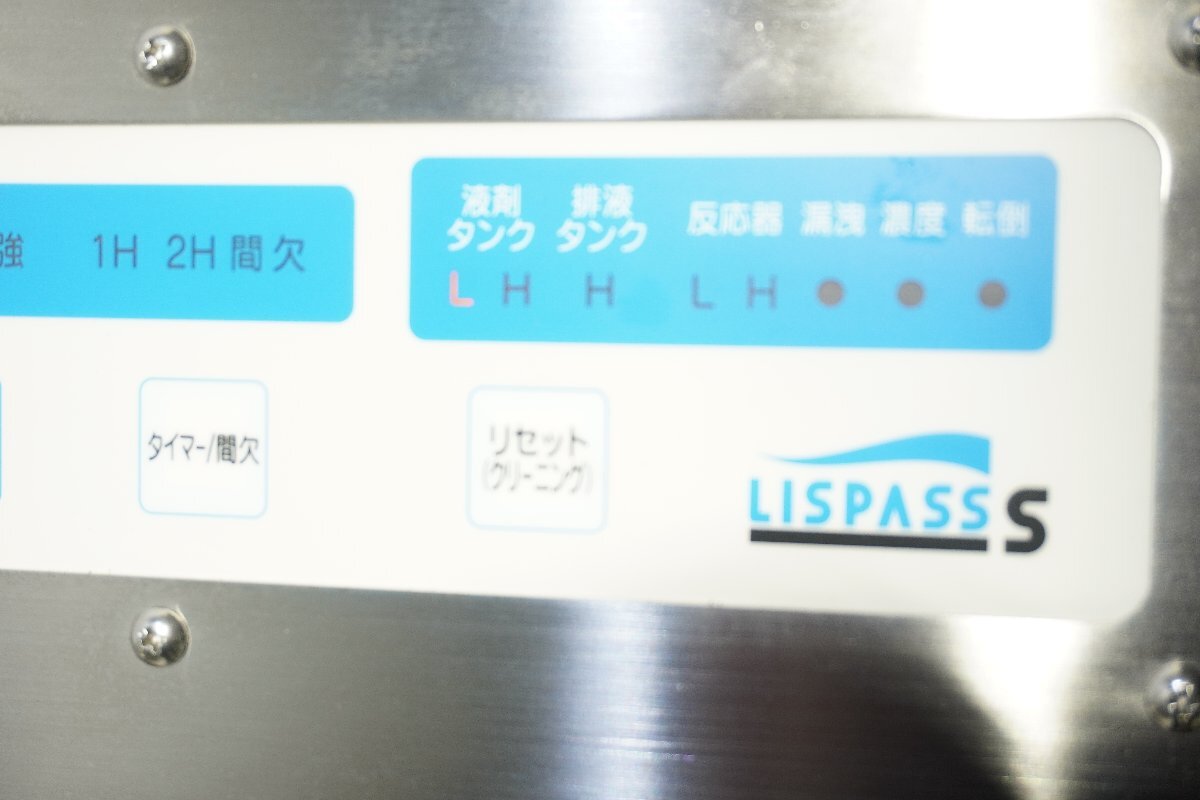 強 1H 2H 間欠
液剤タンク
排液タンク
反応器 漏洩 濃度 転倒
L H H L H
タイマー/間欠
リセット
(クリーニング)
LISPASS S